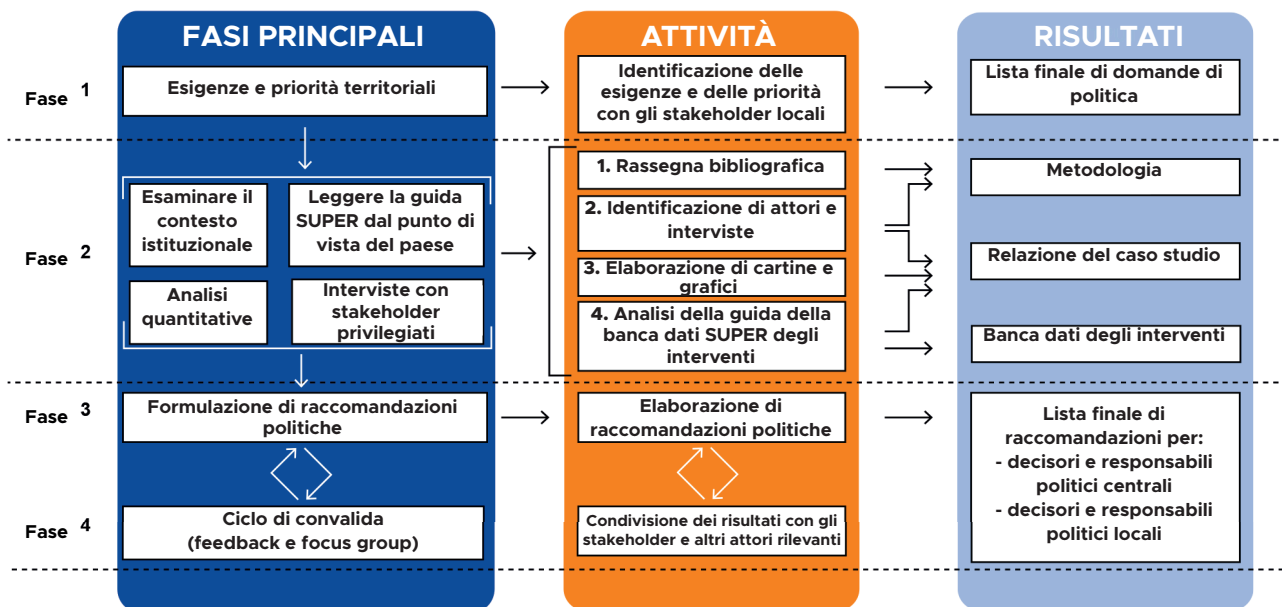 FASI PRINCIPALI
ATTIVITÀ
RISULTATI
Fase 1
Esigenze e priorità territoriali
Identificazione delle
esigenze e delle priorità
con gli stakeholder locali
Lista finale di domande di
politica
Fase 2
Esaminare il
contesto
istituzionale
Leggere la guida
SUPER dal punto di
vista del paese
Analisi
quantitative
Interviste con
stakeholder
privilegiati
1. Rassegna bibliografica
2. Identificazione di attori e
interviste
3. Elaborazione di cartine e
grafici
4. Analisi della guida della
banca dati SUPER degli
interventi
Metodologia
Relazione del caso studio
Banca dati degli interventi
Fase 3
Formulazione di raccomandazioni
politiche
Elaborazione di
raccomandazioni politiche
Lista finale di
raccomandazioni per:
- decisori e responsabili
politici centrali
- decisori e responsabili
politici locali
Fase 4
Ciclo di convalida
(feedback e focus group)
Condivisione dei risultati con gli
stakeholder e altri attori rilevanti